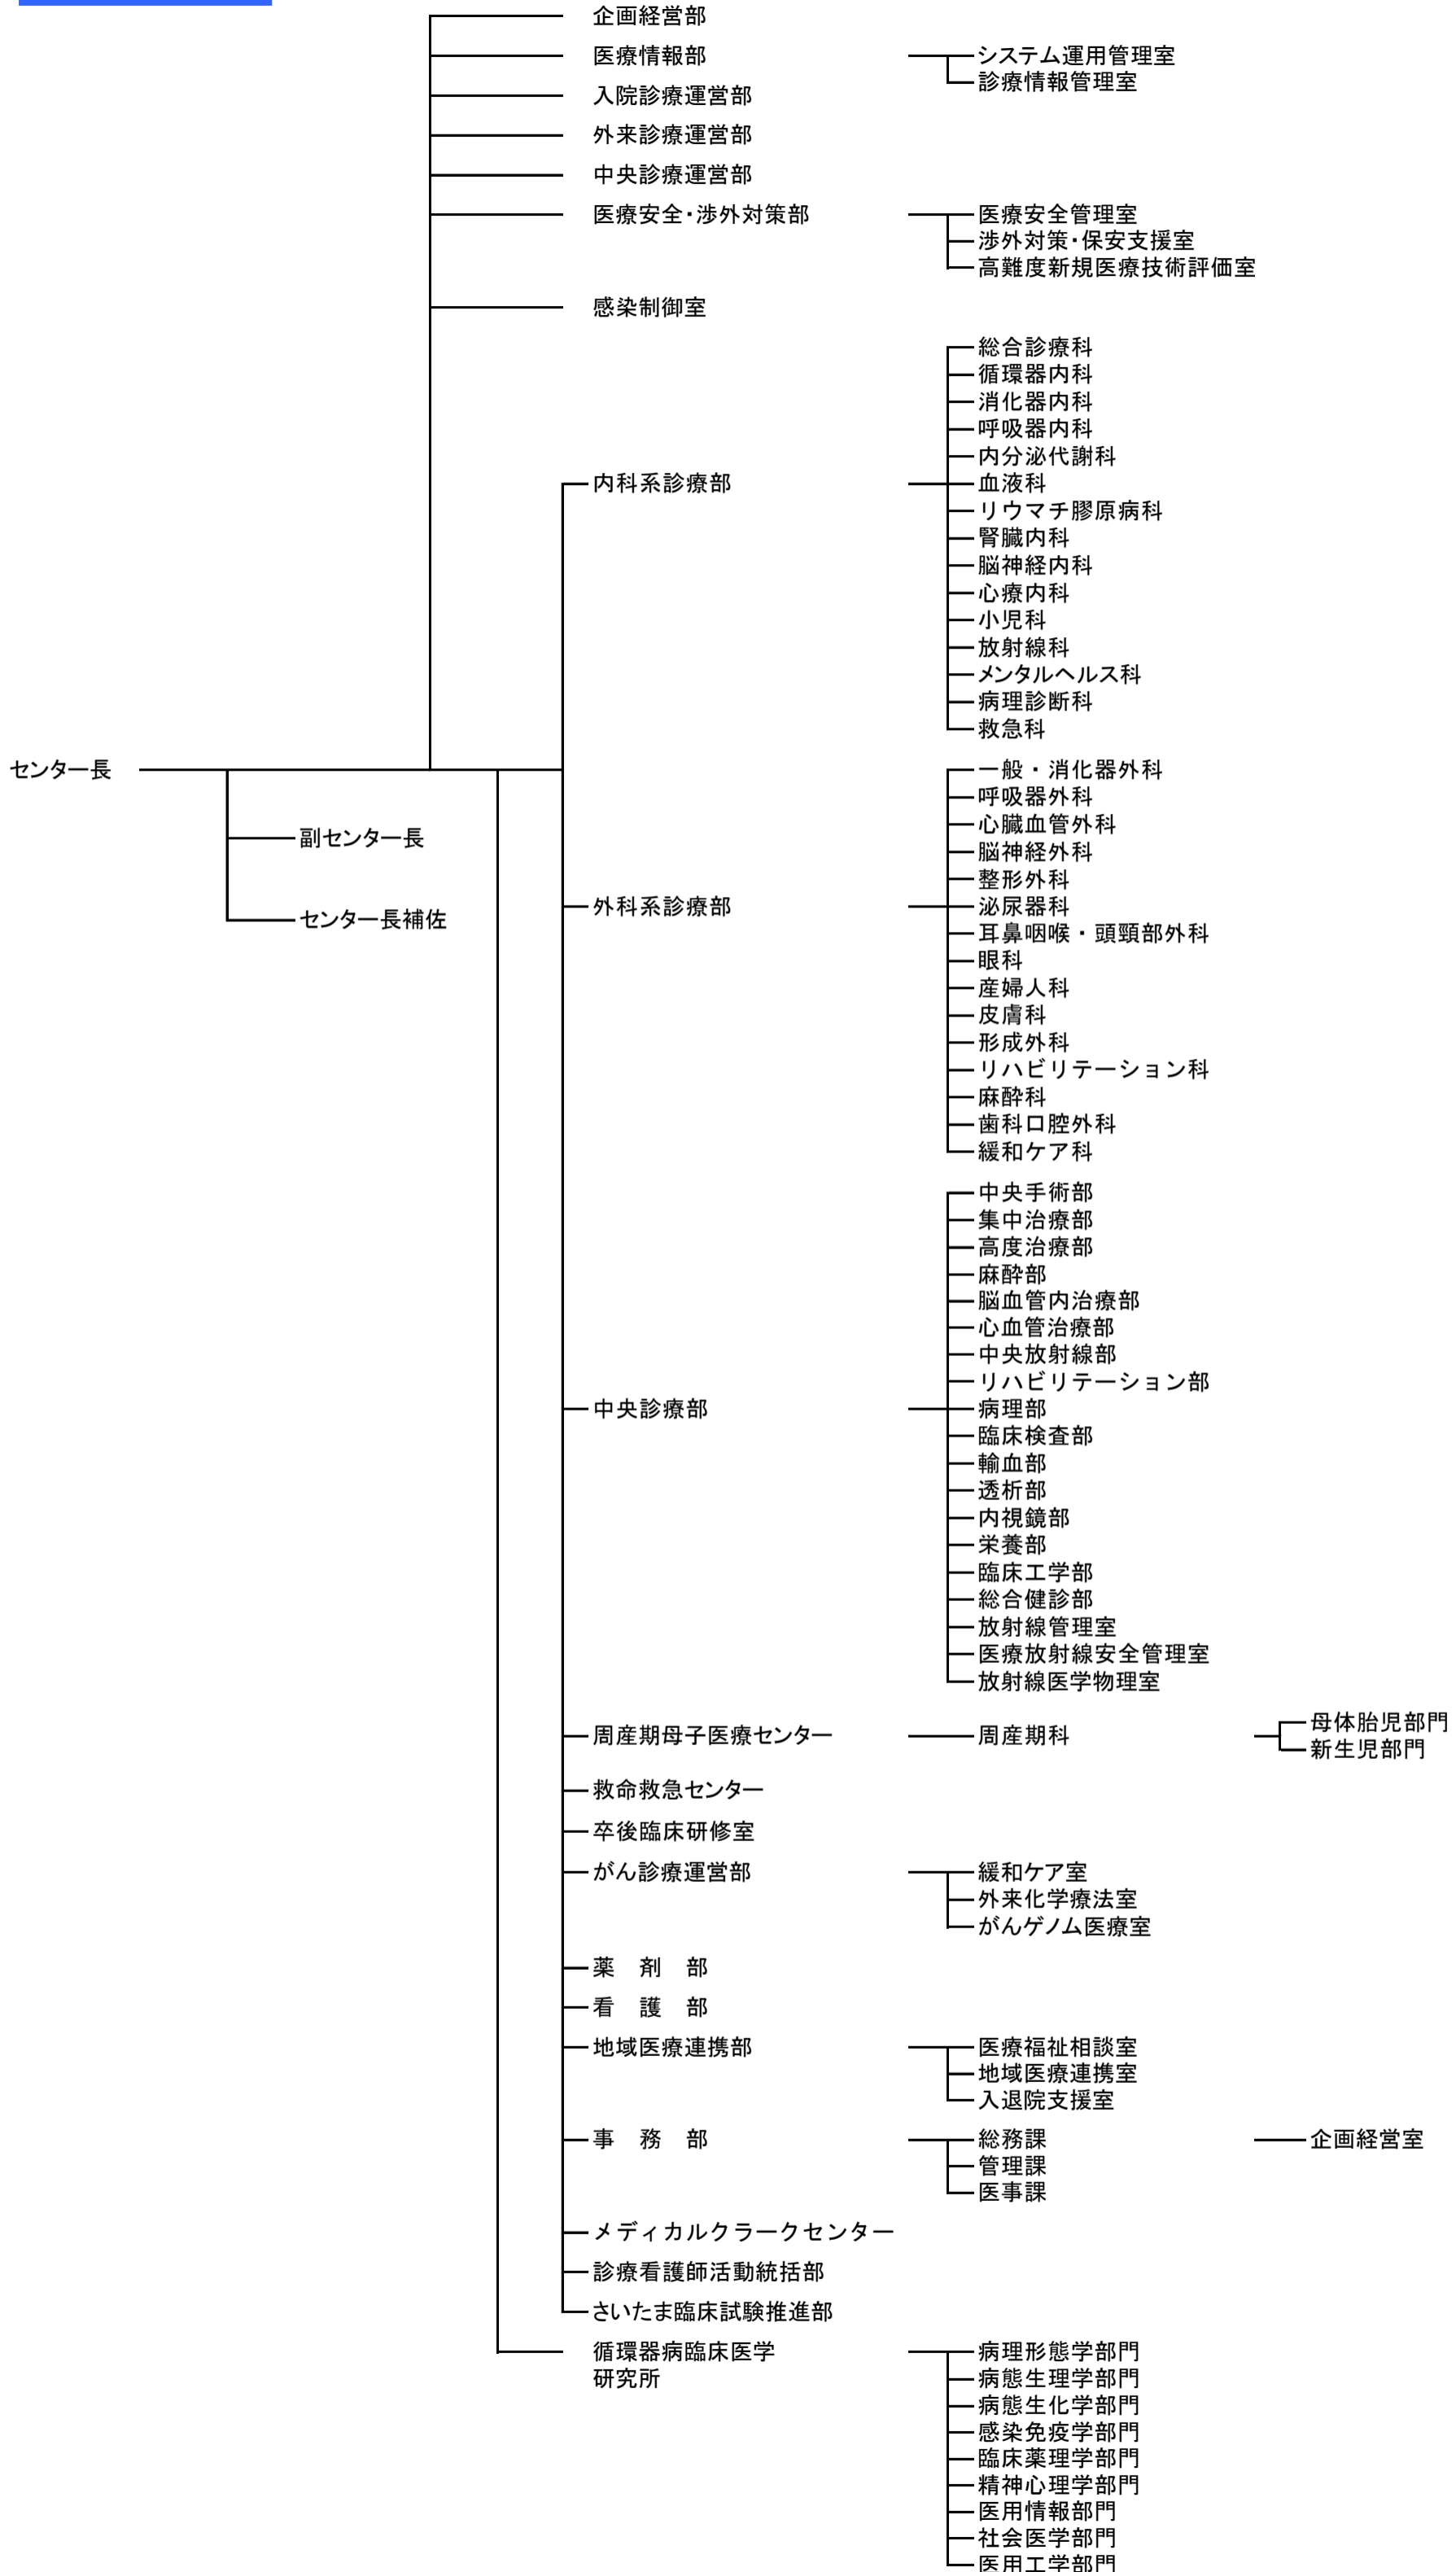 企画経営部
医療情報部
システム運用管理室
診療情報管理室
入院診療運営部
外来診療運営部
中央診療運営部
医療安全・渉外対策部
医療安全管理室
渉外対策・保安支援室
高難度新規医療技術評価室
感染制御室
総合診療科
循環器内科
消化器内科
呼吸器内科
内分泌代謝科
内科系診療部
血液科
リウマチ膠原病科
腎臓内科
脳神経内科
心療内科
小児科
放射線科
メンタルヘルス科
病理診断科
救急科
センター長
副センター長
センター長補佐
一般・消化器外科
呼吸器外科
心臓血管外科
脳神経外科
整形外科
外科系診療部
泌尿器科
耳鼻咽喉・頭頸部外科
眼科
産婦人科
皮膚科
形成外科
リハビリテーション科
麻酔科
歯科口腔外科
緩和ケア科
中央手術部
集中治療部
高度治療部
麻酔部
脳血管内治療部
心血管治療部
中央放射線部
リハビリテーション部
中央診療部
病理部
臨床検査部
輸血部
透析部
内視鏡部
栄養部
臨床工学部
総合健診部
放射線管理室
医療放射線安全管理室
放射線医学物理室
周産期母子医療センター
周産期科
母体胎児部門
新生児部門
救命救急センター
卒後臨床研修室
がん診療運営部
緩和ケア室
外来化学療法室
がんゲノム医療室
薬　剤　部
看　護　部
地域医療連携部
医療福祉相談室
地域医療連携室
入退院支援室
事　務　部
総務課
企画経営室
管理課
医事課
メディカルクラークセンター
診療看護師活動統括部
さいたま臨床試験推進部
循環器病臨床医学
研究所
病理形態学部門
病態生理学部門
病態生化学部門
感染免疫学部門
臨床薬理学部門
精神心理学部門
医用情報部門
社会医学部門
医用工学部門